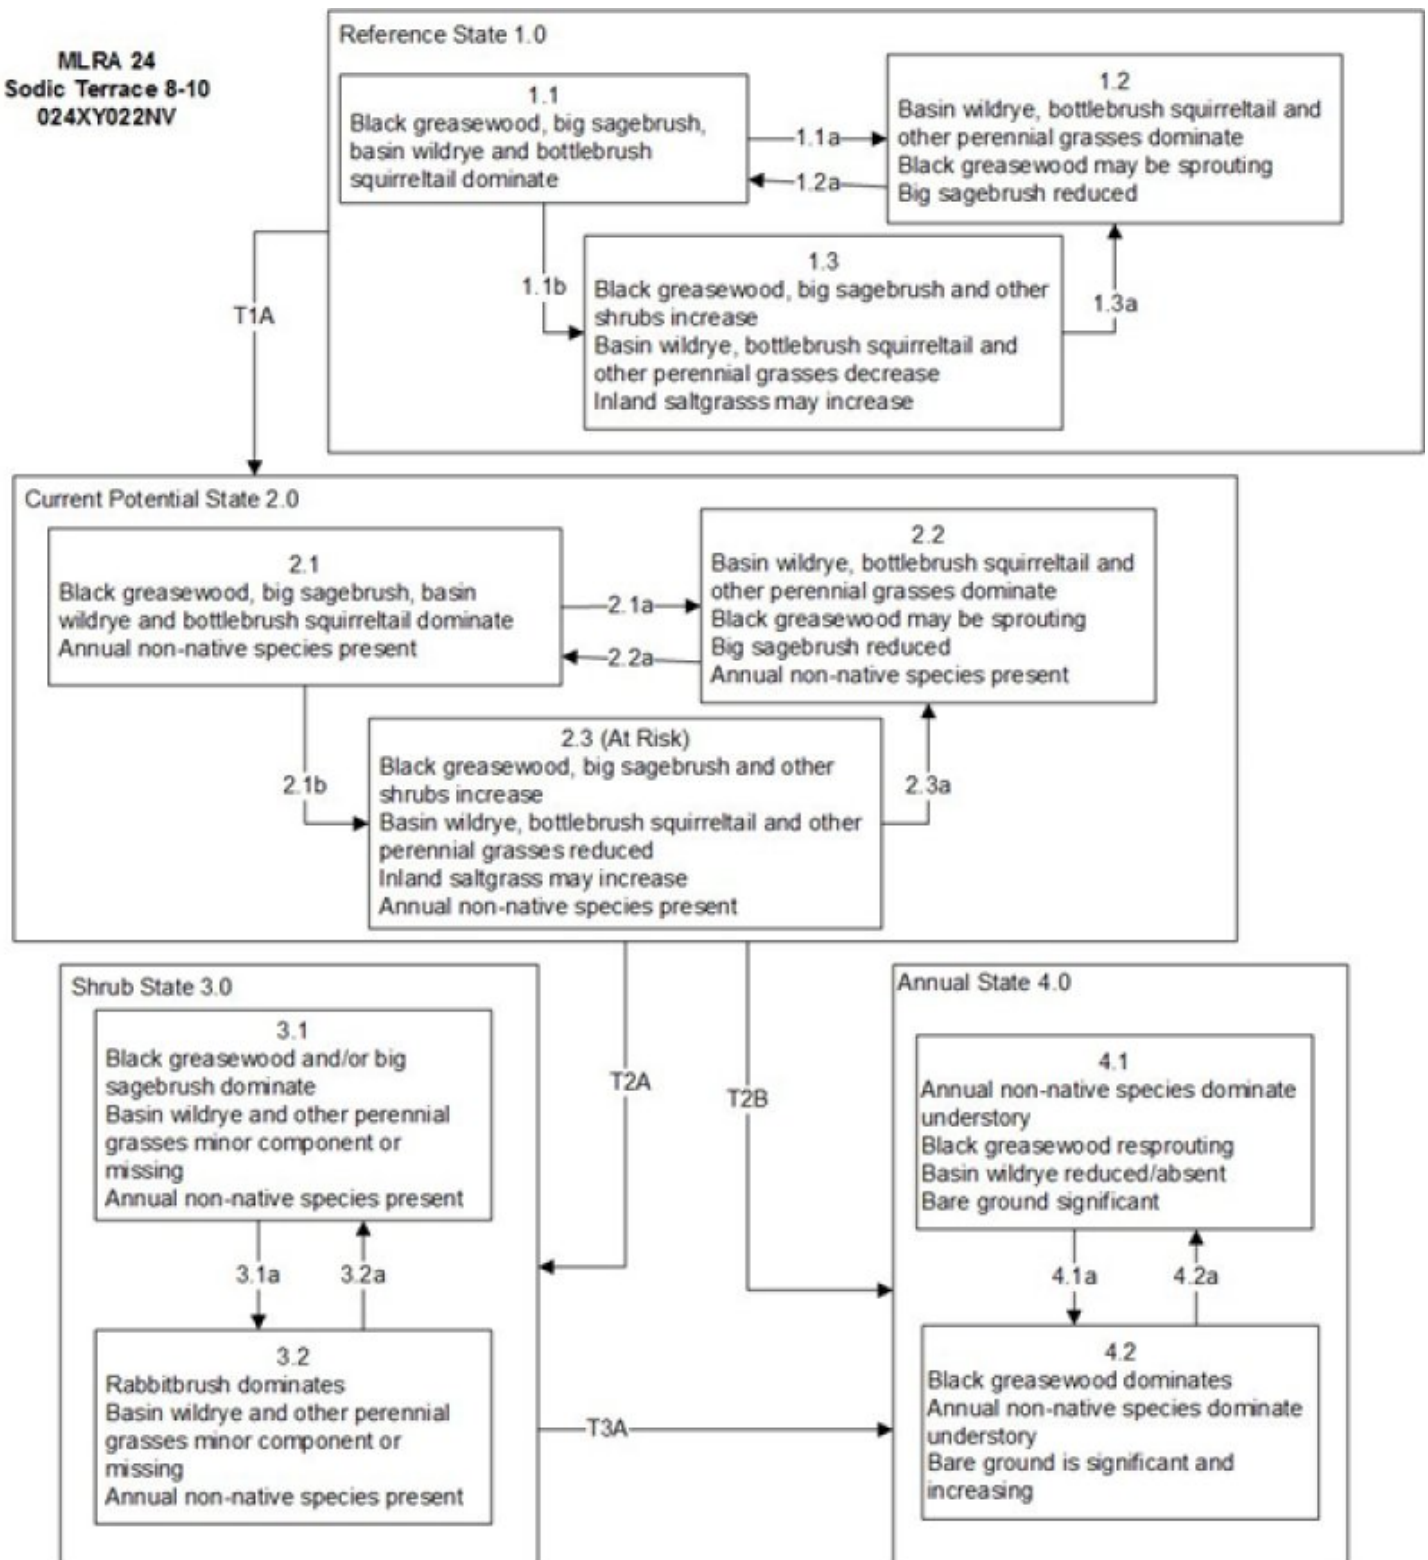 MLRA 24
Sodic Terrace 8-10
024XY022NV
Reference State 1.0
1.1
Black greasewood, big sagebrush,
basin wildrye and bottlebrush
squirreltail dominate
1.1a
1.2a
1.2
Basin wildrye, bottlebrush squirreltail and
other perennial grasses dominate
Black greasewood may be sprouting
Big sagebrush reduced
1.1b
1.3
Black greasewood, big sagebrush and other
shrubs increase
Basin wildrye, bottlebrush squirreltail and
other perennial grasses decrease
Inland saltgrasss may increase
1.3a
T1A
Current Potential State 2.0
2.1
Black greasewood, big sagebrush, basin
wildrye and bottlebrush squirreltail dominate
Annual non-native species present
2.1a
2.2a
2.2
Basin wildrye, bottlebrush squirreltail and
other perennial grasses dominate
Black greasewood may be sprouting
Big sagebrush reduced
Annual non-native species present
2.1b
2.3 (At Risk)
Black greasewood, big sagebrush and other
shrubs increase
Basin wildrye, bottlebrush squirreltail and other
perennial grasses reduced
Inland saltgrass may increase
Annual non-native species present
2.3a
Shrub State 3.0
3.1
Black greasewood and/or big
sagebrush dominate
Basin wildrye and other perennial
grasses minor component or
missing
Annual non-native species present
3.1a
3.2a
3.2
Rabbitbrush dominates
Basin wildrye and other perennial
grasses minor component or
missing
Annual non-native species present
T2A
T2B
T3A
Annual State 4.0
4.1
Annual non-native species dominate
understory
Black greasewood resprouting
Basin wildrye reduced/absent
Bare ground significant
4.1a
4.2a
4.2
Black greasewood dominates
Annual non-native species dominate
understory
Bare ground is significant and
increasing